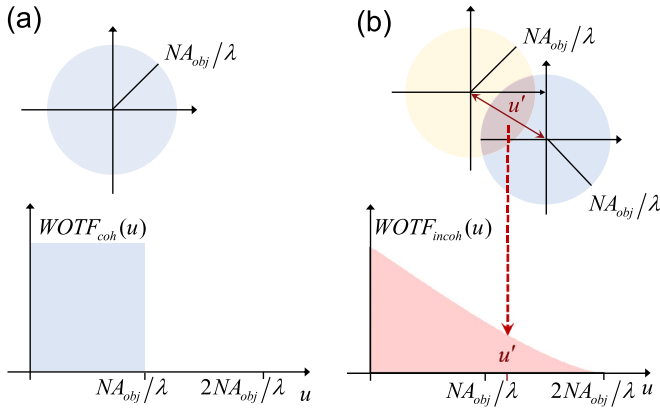 (a)
NA_obj/λ
WOTF_coh(u)
NA_obj/λ
2NA_obj/λ
u
(b)
NA_obj/λ
u'
NA_obj/λ
WOTF_incoh(u)
u'
NA_obj/λ
2NA_obj/λ
u